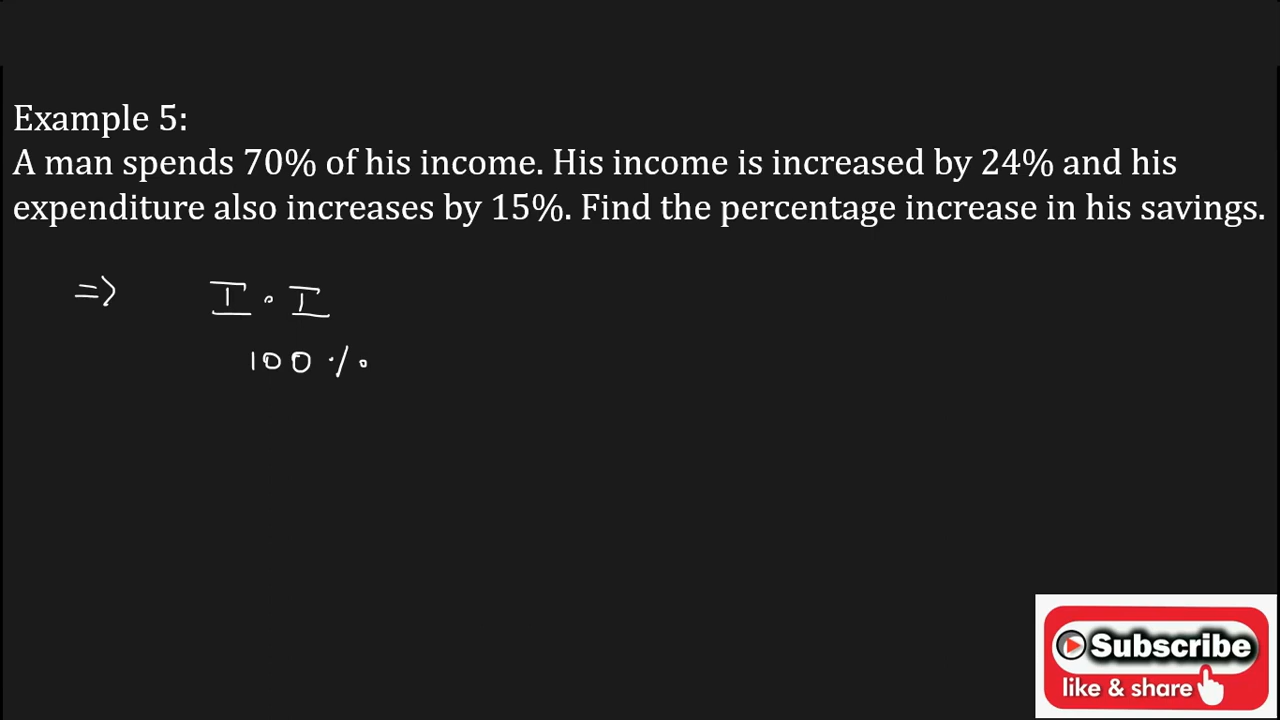 Example 5:
A man spends 70% of his income. His income is increased by 24% and his
expenditure also increases by 15%. Find the percentage increase in his savings.
=> I . I
100 %
Subscribe
like & share